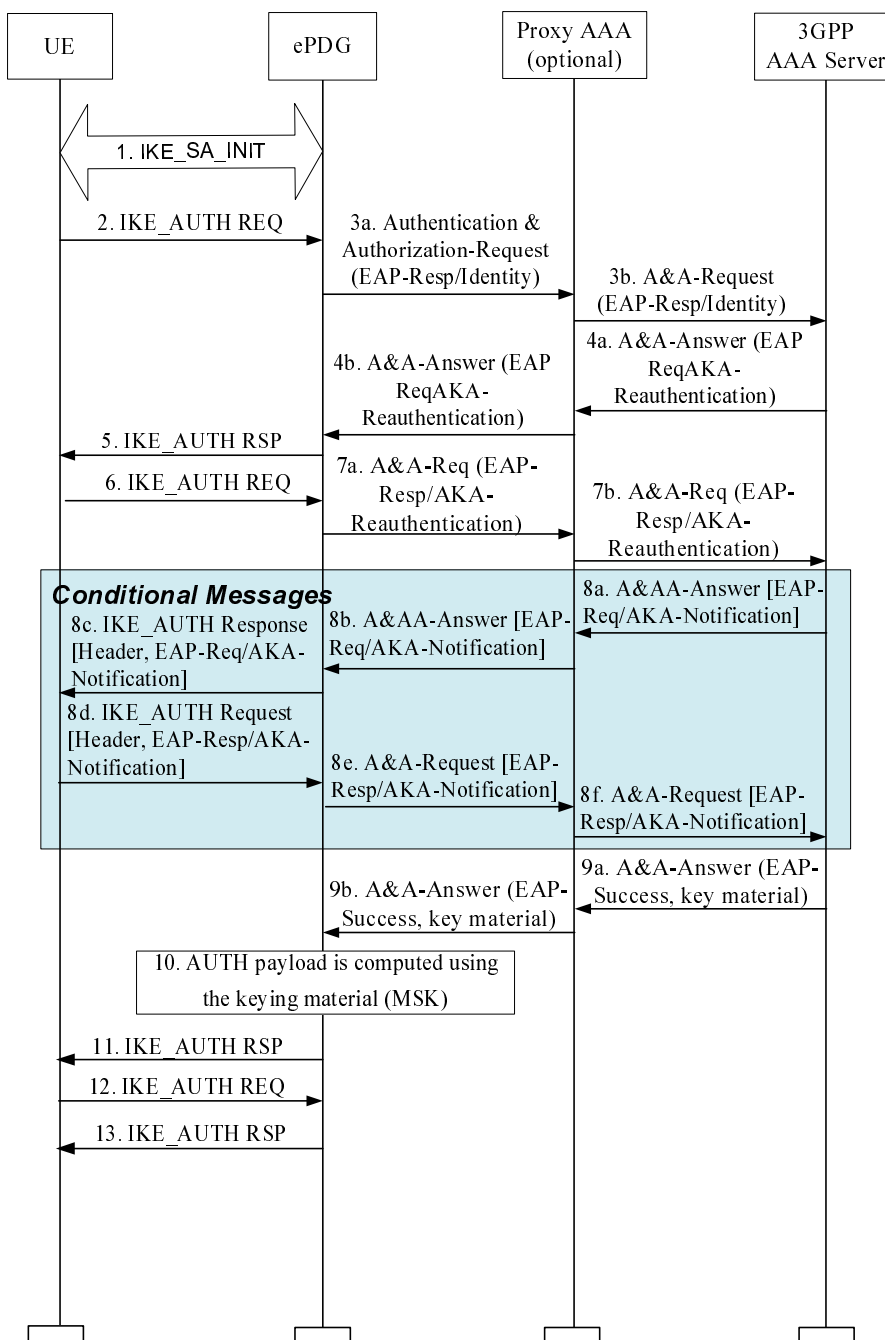 UE
ePDG
Proxy AAA
(optional)
3GPP
AAA Server
1. IKE_SA_INIT
2. IKE_AUTH REQ
3a. Authentication &
Authorization-Request
(EAP-Resp/Identity)
3b. A&A-Request
(EAP-Resp/Identity)
4a. A&A-Answer (EAP
ReqAKA-
Reauthentication)
4b. A&A-Answer (EAP
ReqAKA-
Reauthentication)
5. IKE_AUTH RSP
6. IKE_AUTH REQ
7a. A&A-Req (EAP-
Resp/AKA-
Reauthentication)
7b. A&A-Req (EAP-
Resp/AKA-
Reauthentication)
Conditional Messages
8a. A&AA-Answer [EAP-
Req/AKA-Notification]
8b. A&AA-Answer [EAP-
Req/AKA-Notification]
8c. IKE_AUTH Response
[Header, EAP-Req/AKA-
Notification]
8d. IKE_AUTH Request
[Header, EAP-Resp/AKA-
Notification]
8e. A&A-Request [EAP-
Resp/AKA-Notification]
8f. A&A-Request [EAP-
Resp/AKA-Notification]
9a. A&A-Answer (EAP-
Success, key material)
9b. A&A-Answer (EAP-
Success, key material)
10. AUTH payload is computed using
the keying material (MSK)
11. IKE_AUTH RSP
12. IKE_AUTH REQ
13. IKE_AUTH RSP